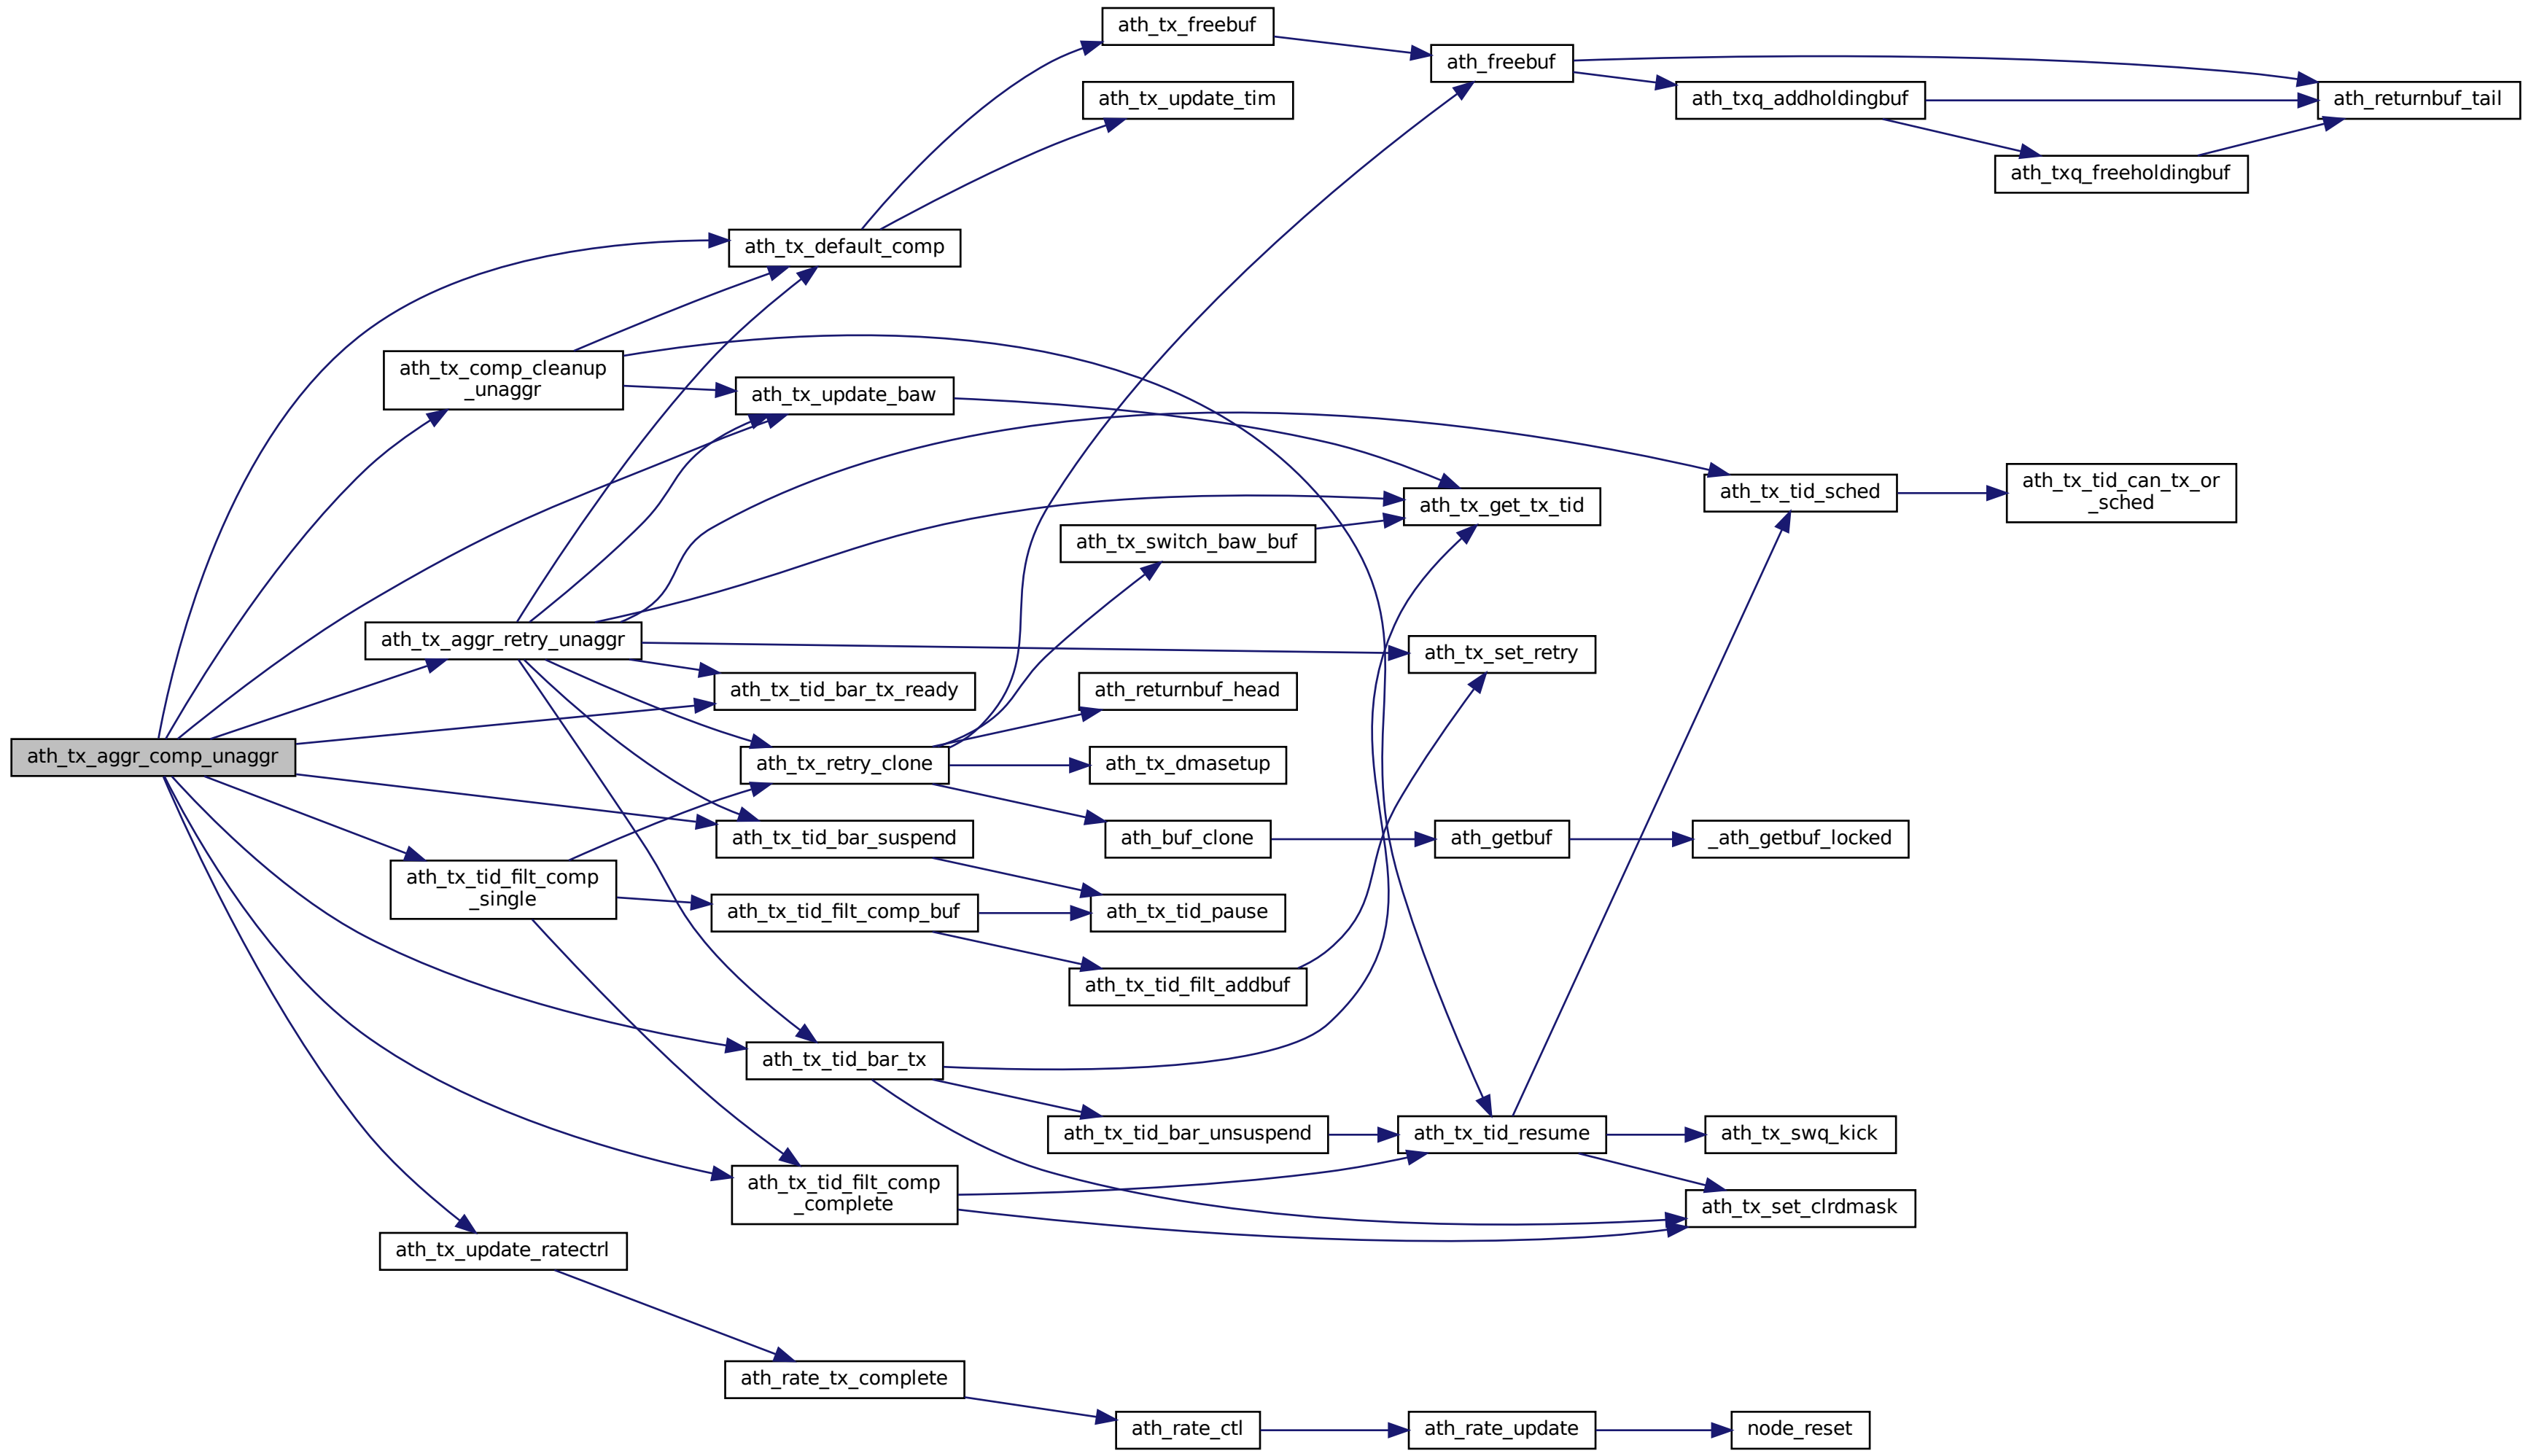 ath_tx_freebuf
ath_freebuf
ath_tx_update_tim
ath_txq_addholdingbuf
ath_returnbuf_tail
ath_txq_freeholdingbuf
ath_tx_default_comp
ath_tx_comp_cleanup
_unaggr
ath_tx_update_baw
ath_tx_get_tx_tid
ath_tx_tid_sched
ath_tx_tid_can_tx_or
_sched
ath_tx_switch_baw_buf
ath_tx_aggr_retry_unaggr
ath_tx_set_retry
ath_tx_tid_bar_tx_ready
ath_returnbuf_head
ath_tx_aggr_comp_unaggr
ath_tx_retry_clone
ath_tx_dmasetup
ath_tx_tid_bar_suspend
ath_buf_clone
ath_getbuf
_ath_getbuf_locked
ath_tx_tid_filt_comp
_single
ath_tx_tid_filt_comp_buf
ath_tx_tid_pause
ath_tx_tid_filt_addbuf
ath_tx_tid_bar_tx
ath_tx_tid_bar_unsuspend
ath_tx_tid_resume
ath_tx_swq_kick
ath_tx_tid_filt_comp
_complete
ath_tx_set_clrdmask
ath_tx_update_ratectrl
ath_rate_tx_complete
ath_rate_ctl
ath_rate_update
node_reset